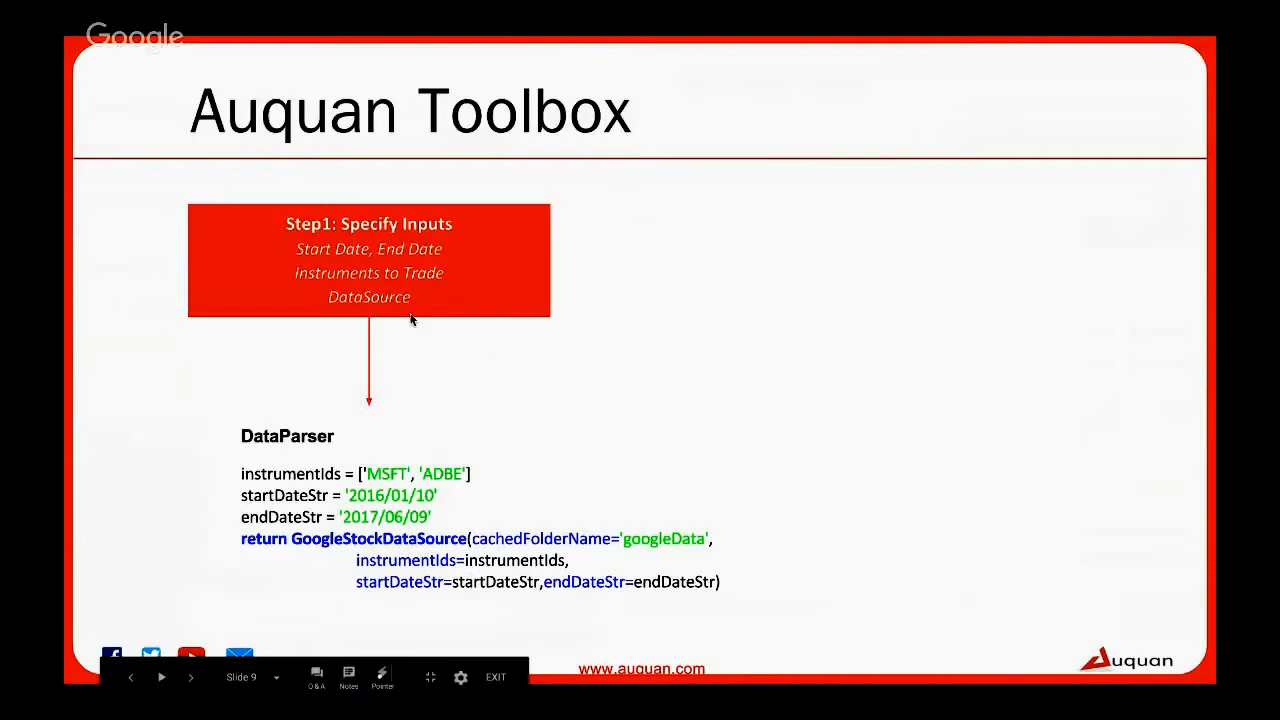 Google
Auquan Toolbox
Step1: Specify Inputs
Start Date, End Date
Instruments to Trade
DataSource
DataParser
instrumentIds = ['MSFT', 'ADBE']
startDateStr = '2016/01/10'
endDateStr = '2017/06/09'
return GoogleStockDataSource(cachedFolderName='googleData',
instrumentIds=instrumentIds,
startDateStr=startDateStr,endDateStr=endDateStr)
www.auquan.com
Auquan
Slide 9
Q & A
Notes
Pointer
EXIT